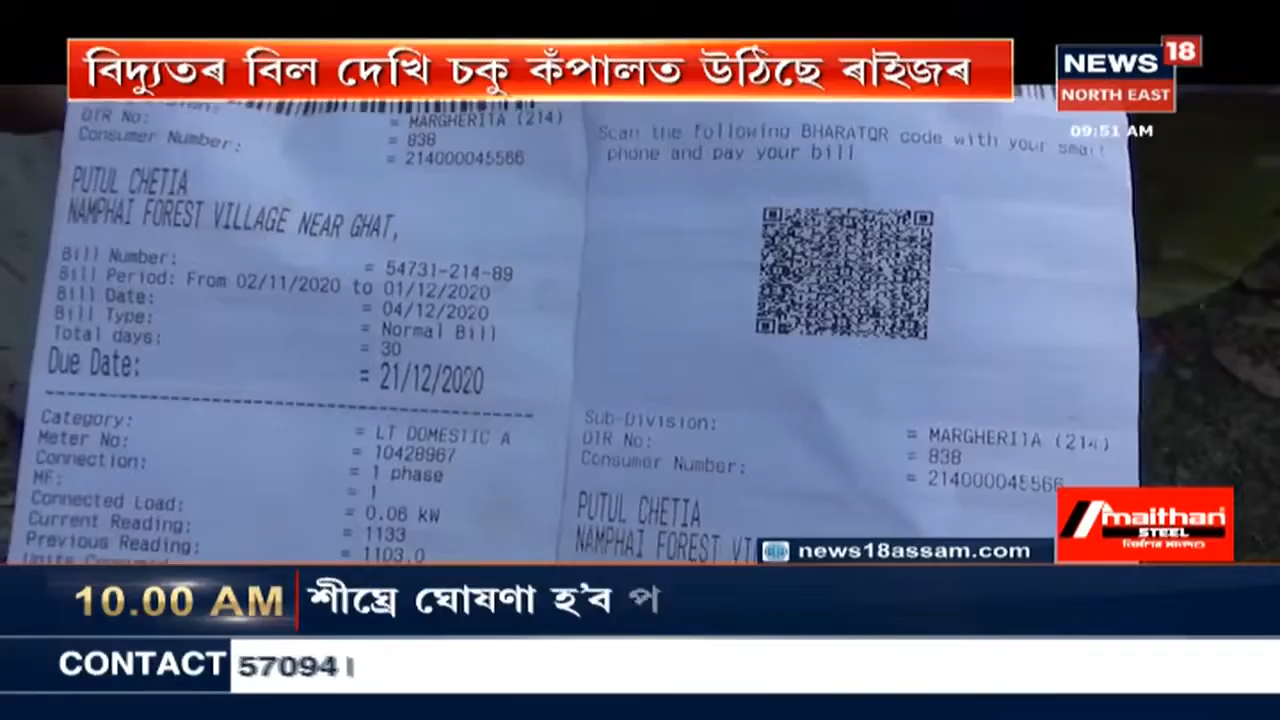 বিদ্যুতৰ বিল দেখি চকু কঁপালত উঠিছে ৰাইজৰ
NEWS 18
NORTH EAST
09:51 AM
DTR No: = MARGHERITA (214)
= 838
Consumer Number: = 214000045566
PUTUL CHETIA
NAMPHAI FOREST VILLAGE NEAR GHAT,
Bill Number: = 54731-214-89
Bill Period: From 02/11/2020 to 01/12/2020
Bill Date: = 04/12/2020
Bill Type: = Normal Bill
Total days: = 30
Due Date: = 21/12/2020
Category: = LT DOMESTIC A
Meter No: = 10428967
Connection: = 1 phase
MF: = 1
Connected Load: = 0.06 kW
Current Reading: = 1133
Previous Reading: = 1103.0
Scan the following BHARATQR code with your smart
phone and pay your bill
Sub-Division: = MARGHERITA (214)
DTR No: = 838
Consumer Number: = 214000045566
PUTUL CHETIA
NAMPHAI FOREST VI
news18assam.com
maithan
STEEL
10.00 AM শীঘ্ৰে ঘোষণা হ'ব প
CONTACT 57094